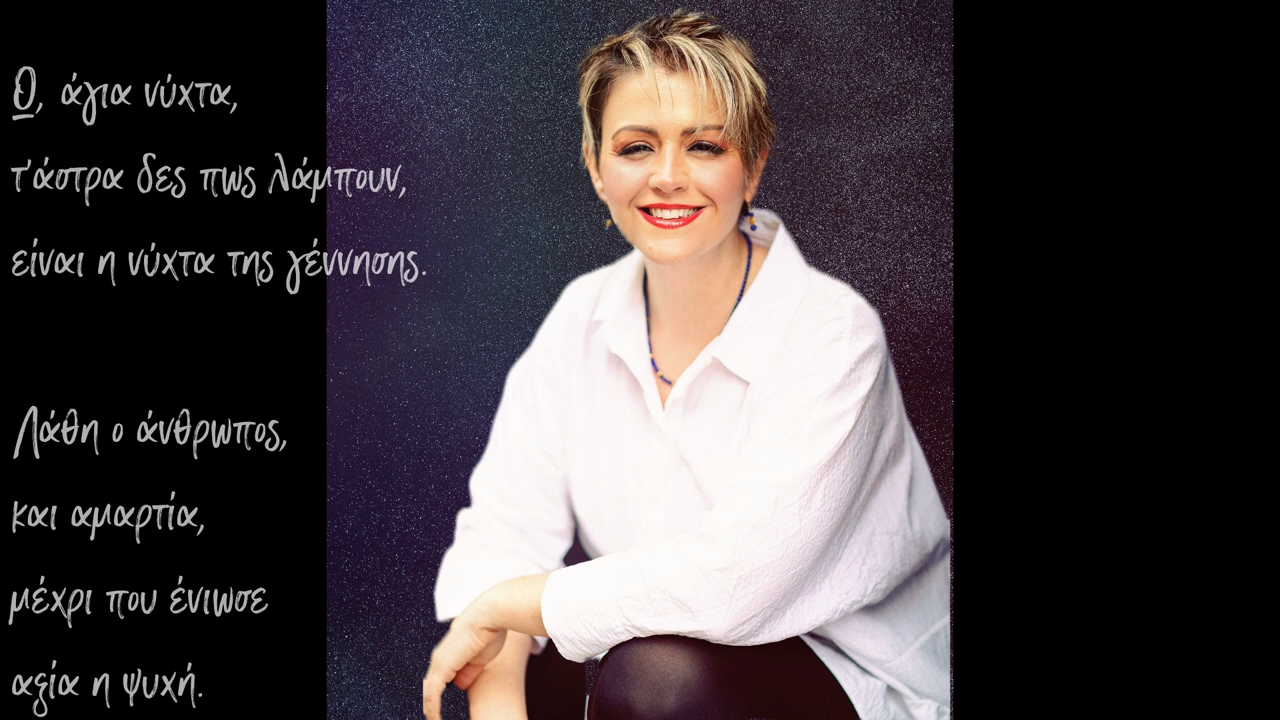 Ω, άγια νύχτα,
τ'άστρα δες πως λάμπουν,
είναι η νύχτα της γέννησης.
Λάθη ο άνθρωπος,
και αμαρτία,
μέχρι που ένιωσε
αξία η ψυχή.